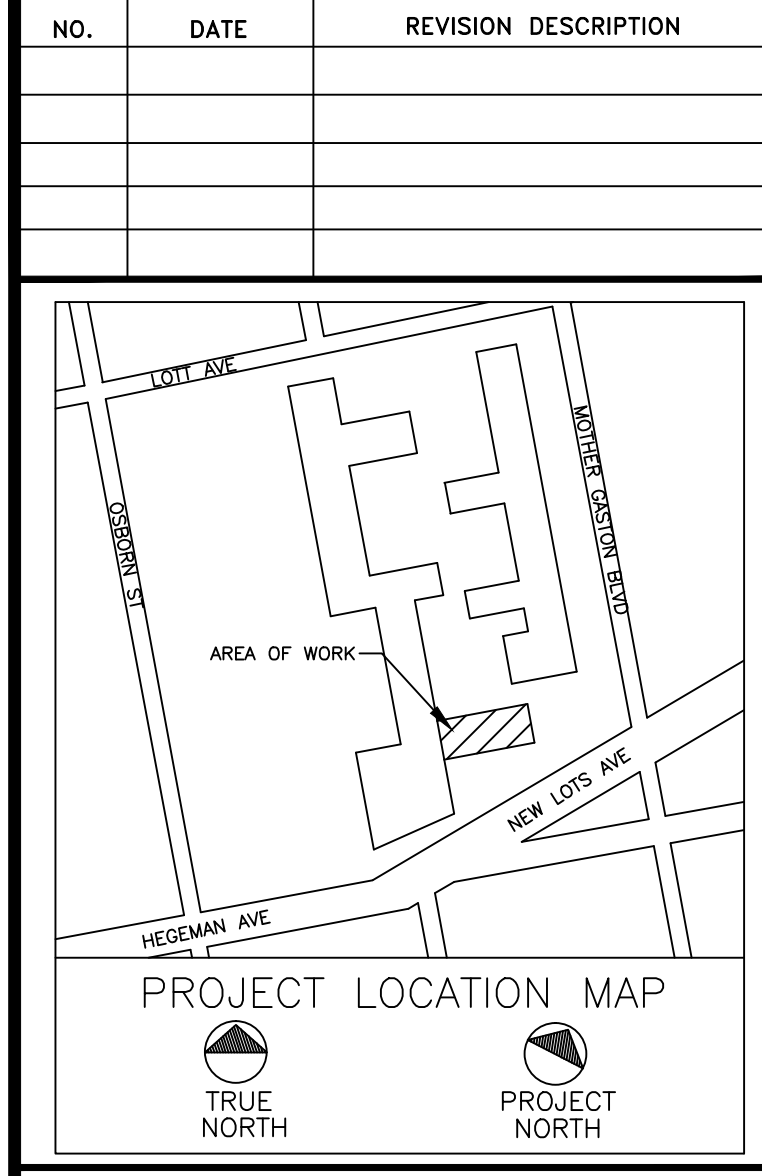 NO. DATE REVISION DESCRIPTION
LOTT AVE
MOTHER GASTON BLVD
OSBORN ST
AREA OF WORK
NEW LOTS AVE
HEGEMAN AVE
PROJECT LOCATION MAP
TRUE
NORTH
PROJECT
NORTH